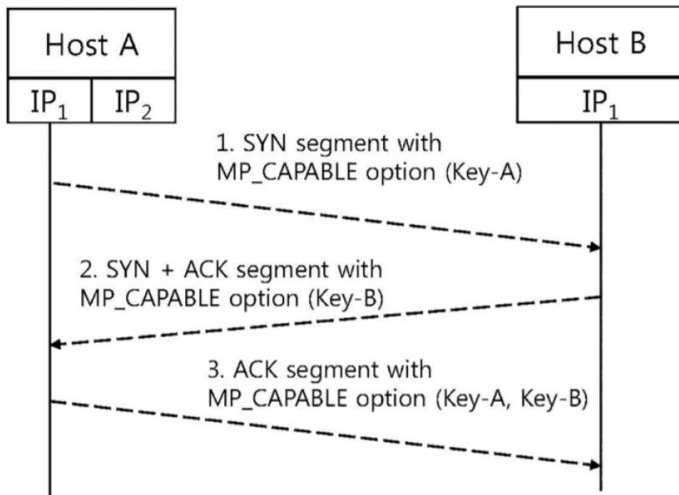 Host A
Host B
IP₁ IP₂
IP₁
1. SYN segment with
MP_CAPABLE option (Key-A)
2. SYN + ACK segment with
MP_CAPABLE option (Key-B)
3. ACK segment with
MP_CAPABLE option (Key-A, Key-B)